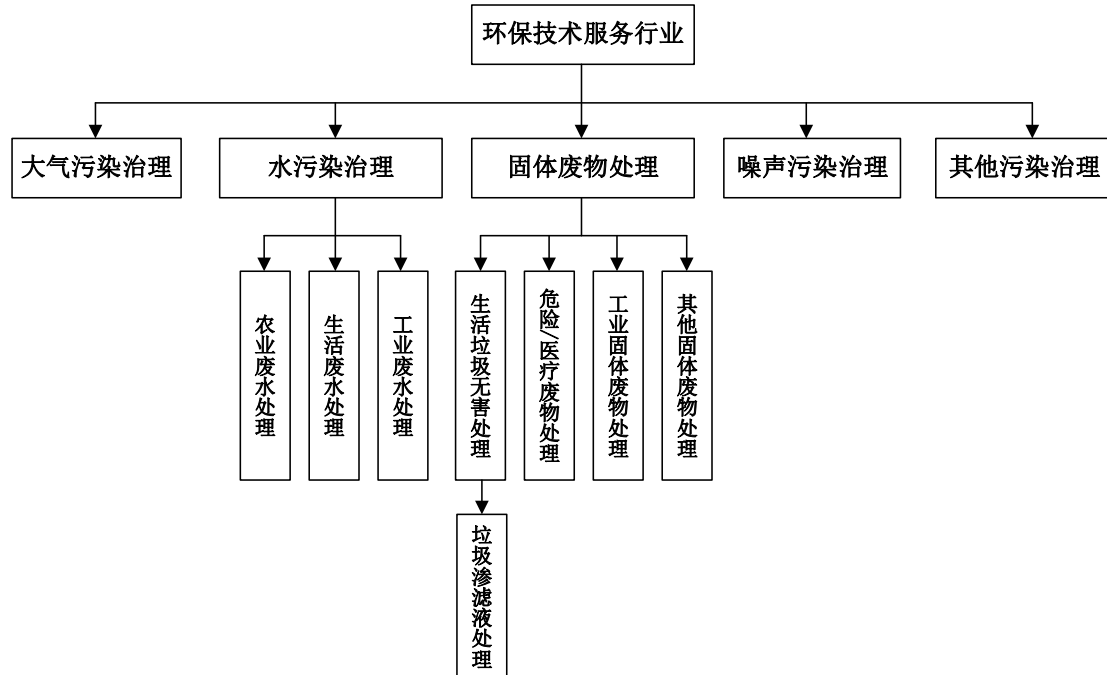 环保技术服务行业
大气污染治理
水污染治理
固体废物处理
噪声污染治理
其他污染治理
农业废水处理
生活废水处理
工业废水处理
生活垃圾无害处理
危险/医疗废物处理
工业固体废物处理
其他固体废物处理
垃圾渗滤液处理